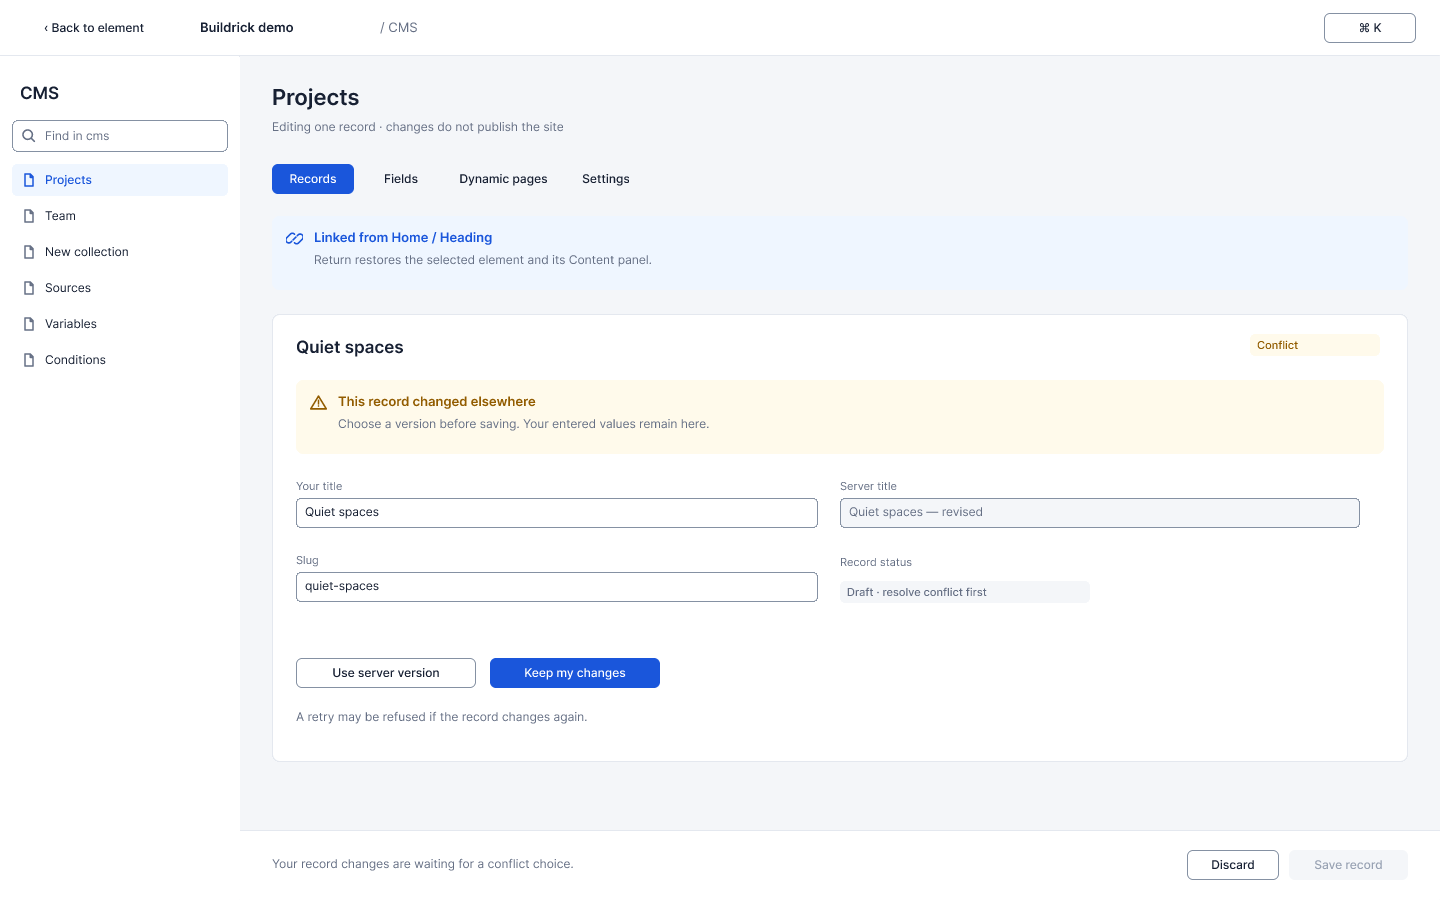 ‹ Back to element
Buildrick demo
/ CMS
⌘ K
CMS
Find in cms
Projects
Team
New collection
Sources
Variables
Conditions
Projects
Editing one record · changes do not publish the site
Records
Fields
Dynamic pages
Settings
Linked from Home / Heading
Return restores the selected element and its Content panel.
Quiet spaces
Conflict
This record changed elsewhere
Choose a version before saving. Your entered values remain here.
Your title
Quiet spaces
Server title
Quiet spaces — revised
Slug
quiet-spaces
Record status
Draft · resolve conflict first
Use server version
Keep my changes
A retry may be refused if the record changes again.
Your record changes are waiting for a conflict choice.
Discard
Save record